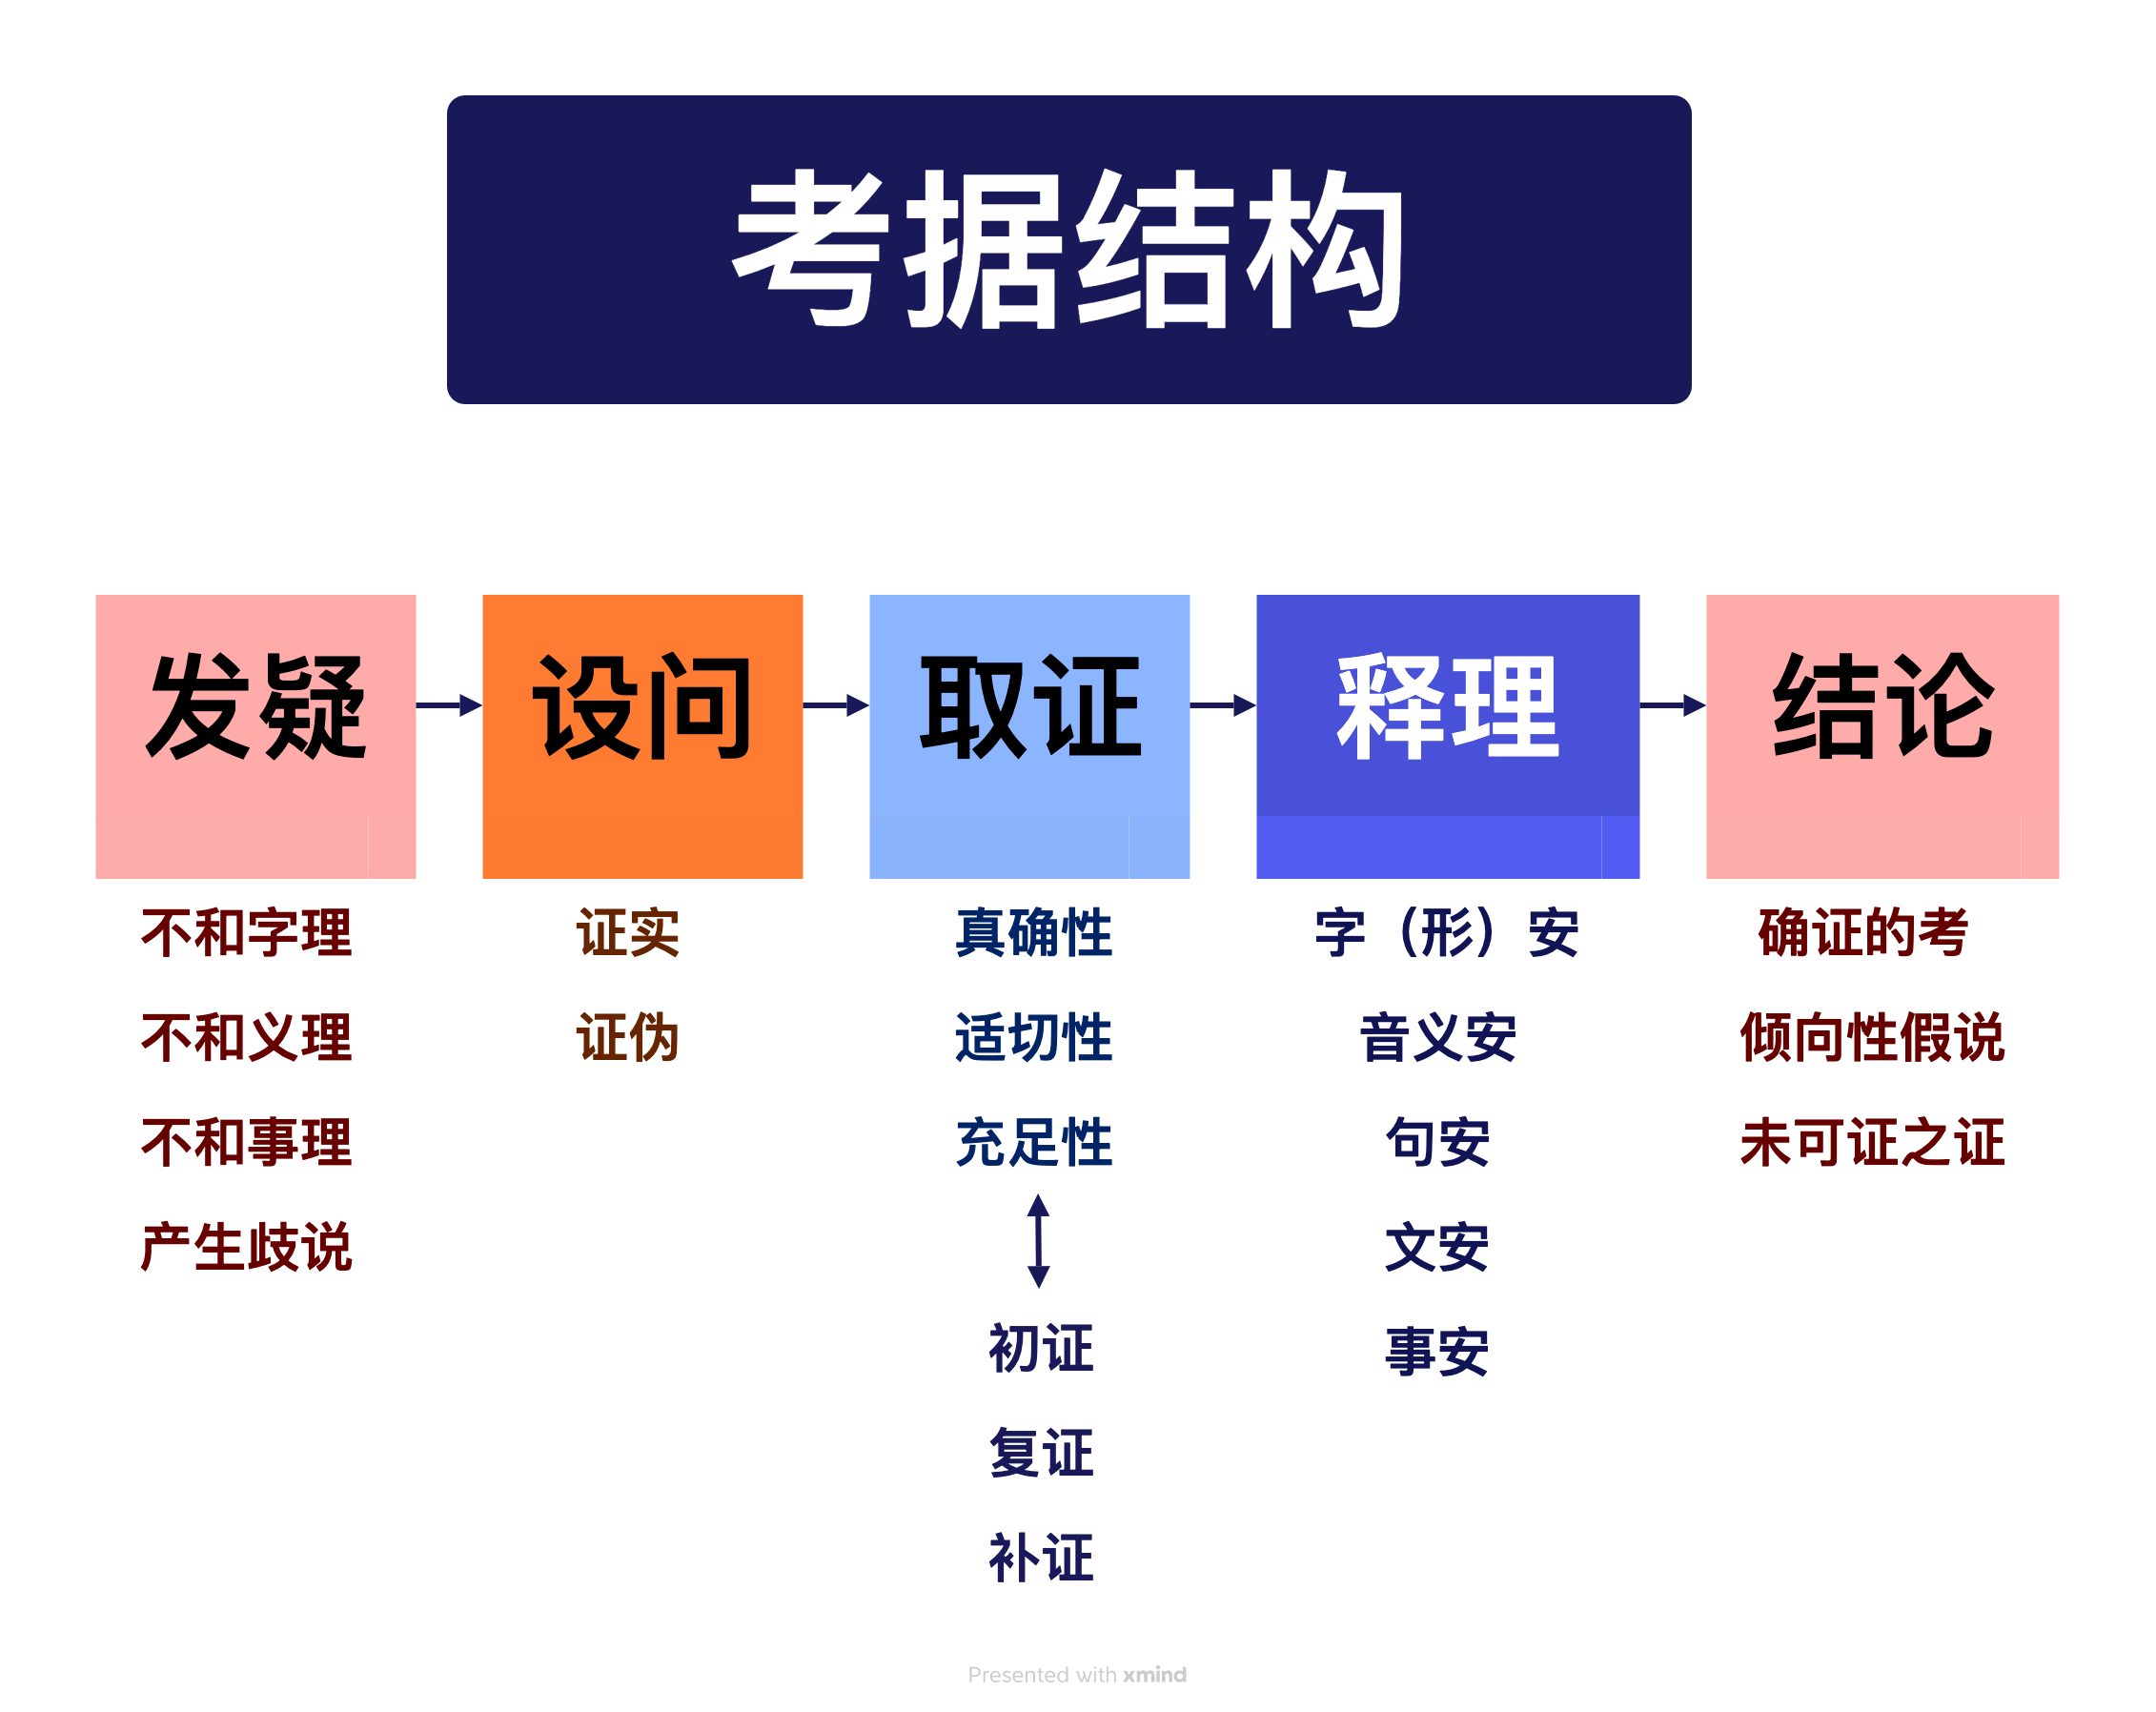 考据结构
发疑
设问
取证
释理
结论
不和字理
不和义理
不和事理
产生歧说
证实
证伪
真确性
适切性
充足性
初证
复证
补证
字（形）安
普义安
句安
文安
事安
确证的考
倾向性假说
未可证之证
Presented with xmind